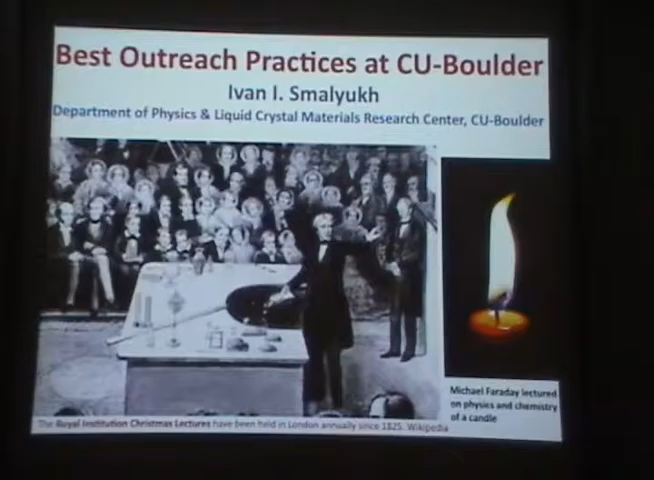 Best Outreach Practices at CU-Boulder
Ivan I. Smalyukh
Department of Physics & Liquid Crystal Materials Research Center, CU-Boulder
Michael Faraday lectured
on physics and chemistry
of a candle
The Royal Institution Christmas Lectures have been held in London annually since 1825. Wikipedia